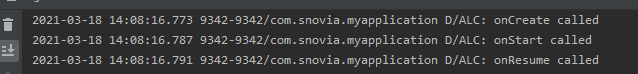 2021-03-18 14:08:16.773 9342-9342/com.snovia.myapplication D/ALC: onCreate called
2021-03-18 14:08:16.787 9342-9342/com.snovia.myapplication D/ALC: onStart called
2021-03-18 14:08:16.791 9342-9342/com.snovia.myapplication D/ALC: onResume called